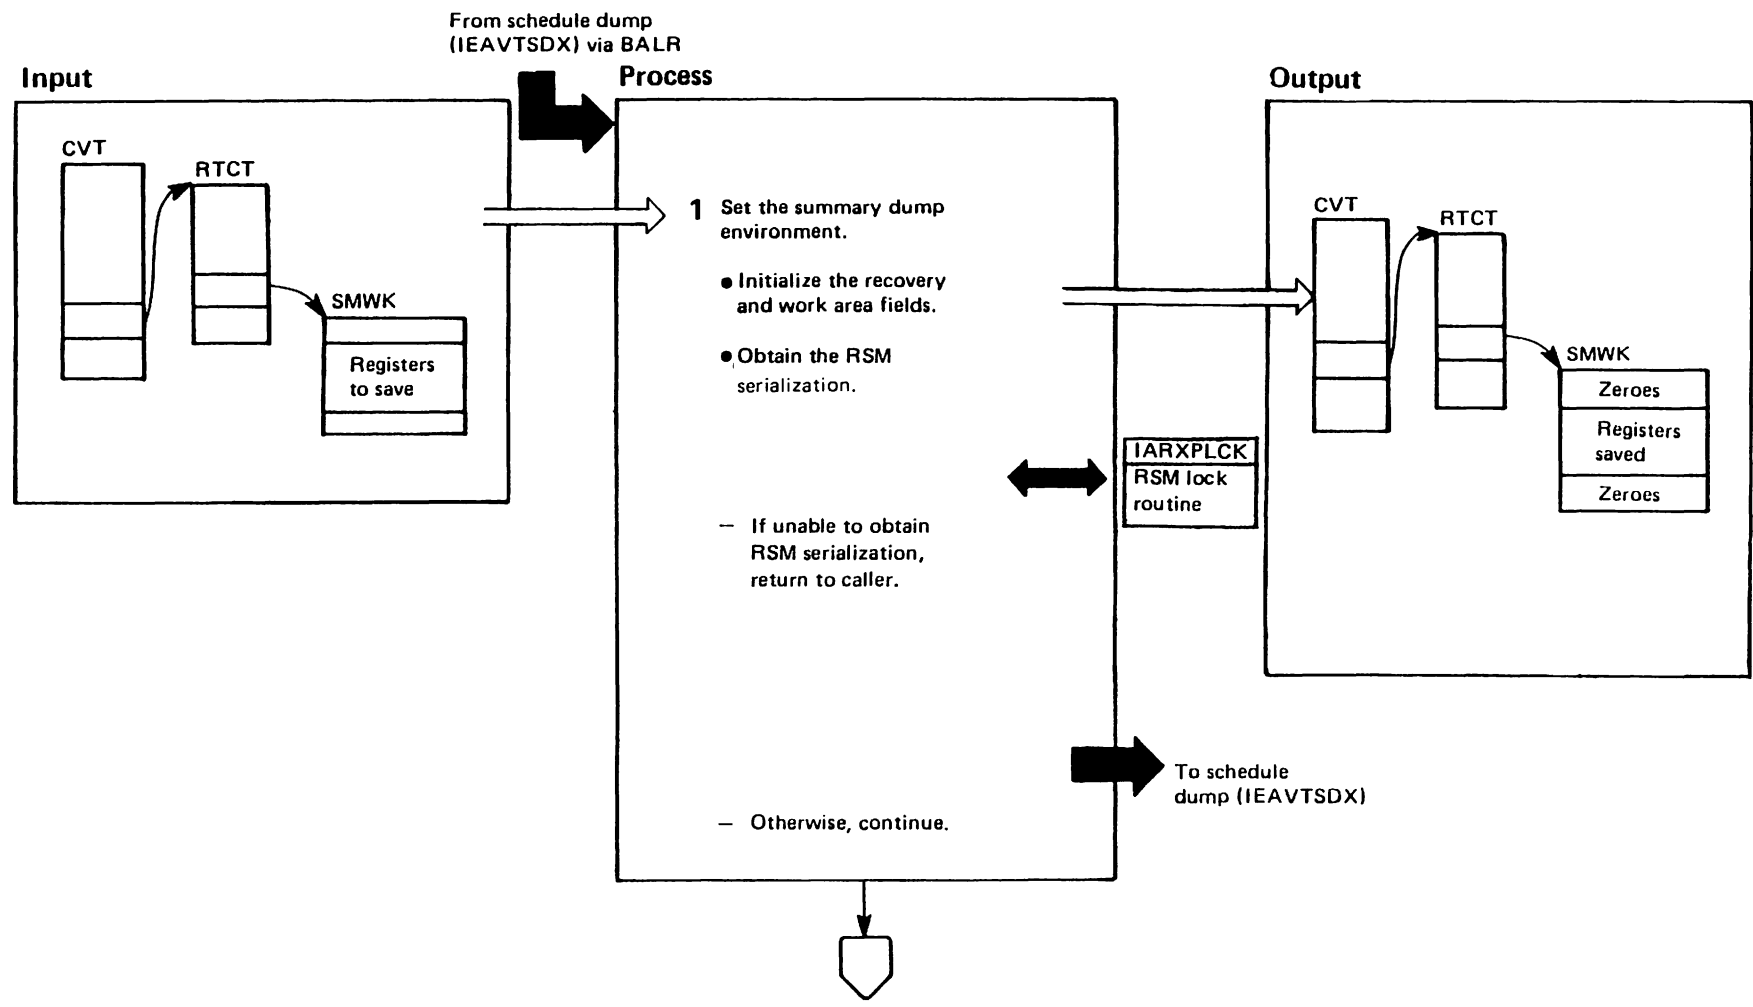 From schedule dump
(IEAVTSDX) via BALR
Input
Process
Output
CVT
RTCT
SMWK
Registers
to save
1 Set the summary dump
environment.
● Initialize the recovery
and work area fields.
● Obtain the RSM
serialization.
IARXPLCK
RSM lock
routine
– If unable to obtain
RSM serialization,
return to caller.
To schedule
dump (IEAVTSDX)
– Otherwise, continue.
CVT
RTCT
SMWK
Zeroes
Registers
saved
Zeroes